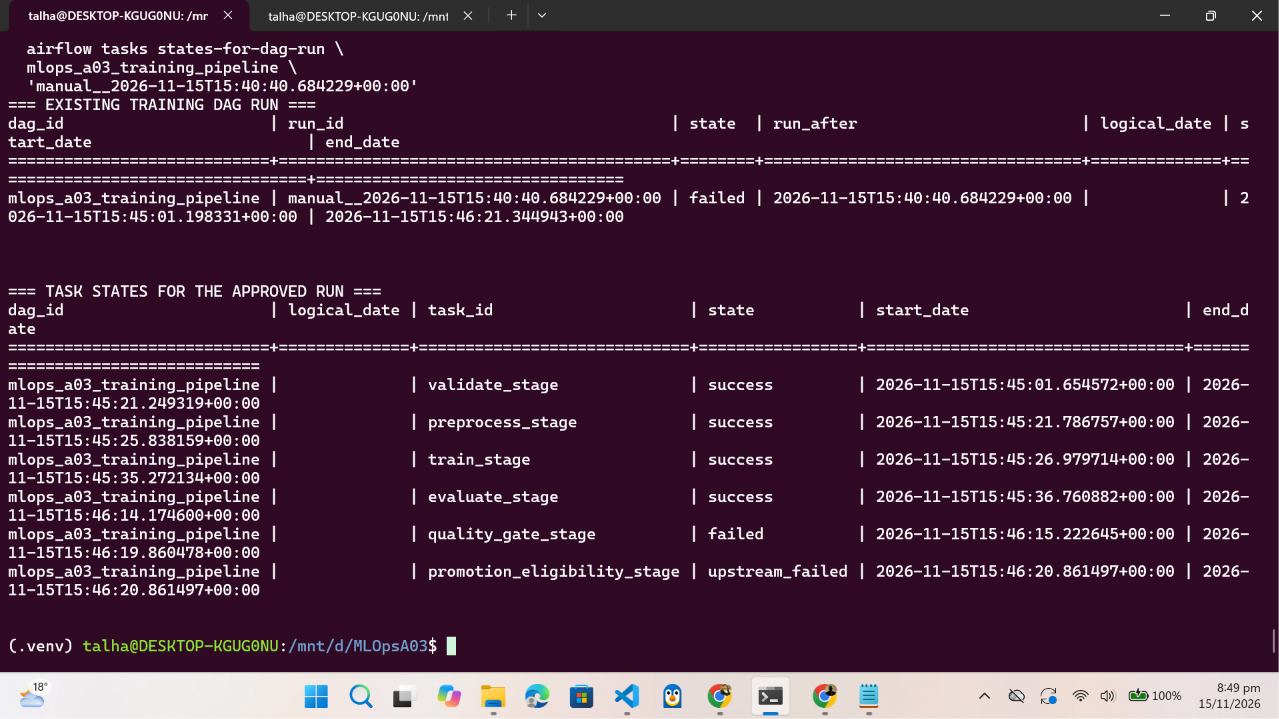 talha@DESKTOP-KGUG0NU: /mr
talha@DESKTOP-KGUG0NU: /mnt
  airflow tasks states-for-dag-run \
  mlops_a03_training_pipeline \
  'manual__2026-11-15T15:40:40.684229+00:00'
=== EXISTING TRAINING DAG RUN ===
dag_id                      | run_id                                   | state  | run_after                        | logical_date | s
tart_date                       | end_date
============================+==========================================+========+==================================+==============+==
================================+=================================
mlops_a03_training_pipeline | manual__2026-11-15T15:40:40.684229+00:00 | failed | 2026-11-15T15:40:40.684229+00:00 |              | 2
026-11-15T15:45:01.198331+00:00 | 2026-11-15T15:46:21.344943+00:00
=== TASK STATES FOR THE APPROVED RUN ===
dag_id                      | logical_date | task_id                     | state           | start_date                       | end_d
ate
============================+==============+=============================+=================+==================================+======
===========================
mlops_a03_training_pipeline |              | validate_stage              | success         | 2026-11-15T15:45:01.654572+00:00 | 2026-
11-15T15:45:21.249319+00:00
mlops_a03_training_pipeline |              | preprocess_stage            | success         | 2026-11-15T15:45:21.786757+00:00 | 2026-
11-15T15:45:25.838159+00:00
mlops_a03_training_pipeline |              | train_stage                 | success         | 2026-11-15T15:45:26.979714+00:00 | 2026-
11-15T15:45:35.272134+00:00
mlops_a03_training_pipeline |              | evaluate_stage              | success         | 2026-11-15T15:45:36.760882+00:00 | 2026-
11-15T15:46:14.174600+00:00
mlops_a03_training_pipeline |              | quality_gate_stage          | failed          | 2026-11-15T15:46:15.222645+00:00 | 2026-
11-15T15:46:19.860478+00:00
mlops_a03_training_pipeline |              | promotion_eligibility_stage | upstream_failed | 2026-11-15T15:46:20.861497+00:00 | 2026-
11-15T15:46:20.861497+00:00
(.venv) talha@DESKTOP-KGUG0NU:/mnt/d/MLOpsA03$
18°
100%
8:49 pm
15/11/2026